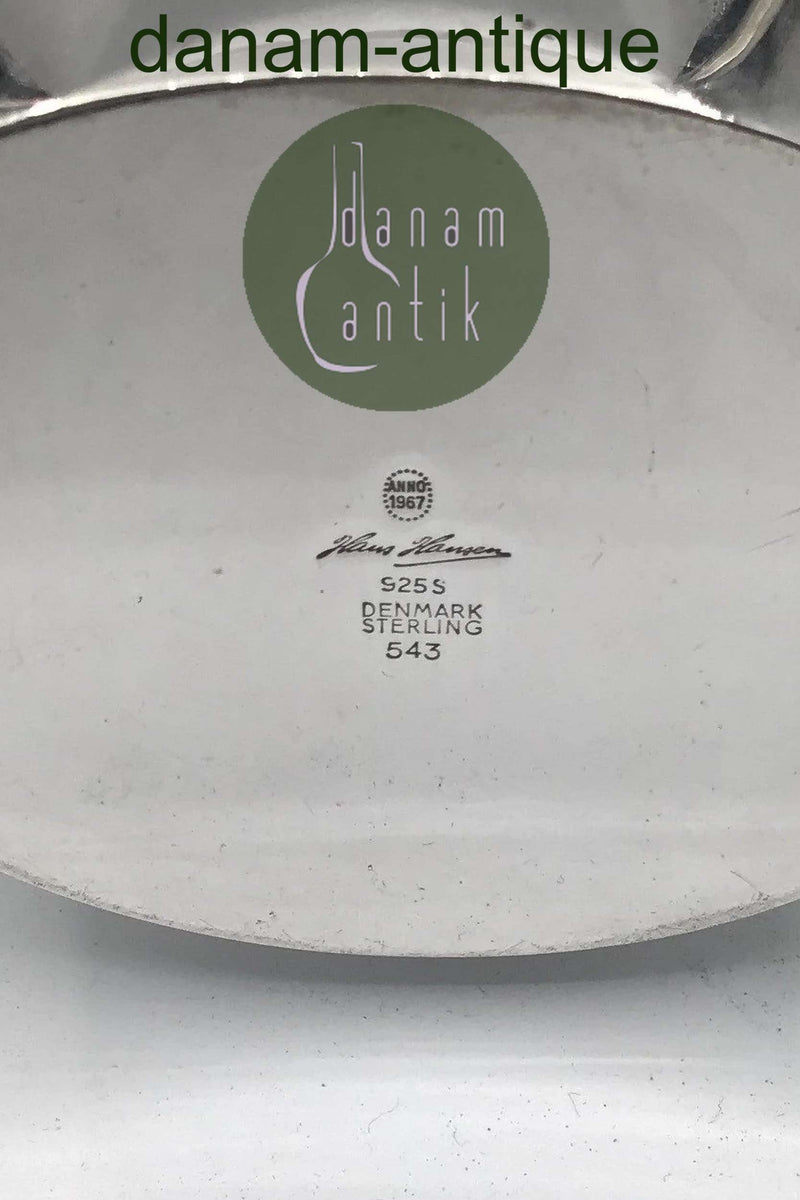 danam-antique
danam
antik
ANNO
1967
Hans Hansen
925S
DENMARK
STERLING
543